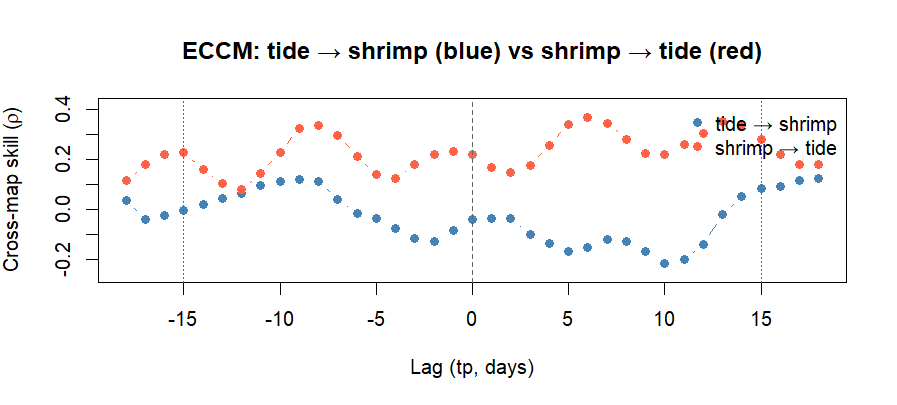 ECCM: tide → shrimp (blue) vs shrimp → tide (red)
Cross-map skill (ρ)
0.4
0.2
0.0
-0.2
tide → shrimp
shrimp → tide
-15
-10
-5
0
5
10
15
Lag (tp, days)